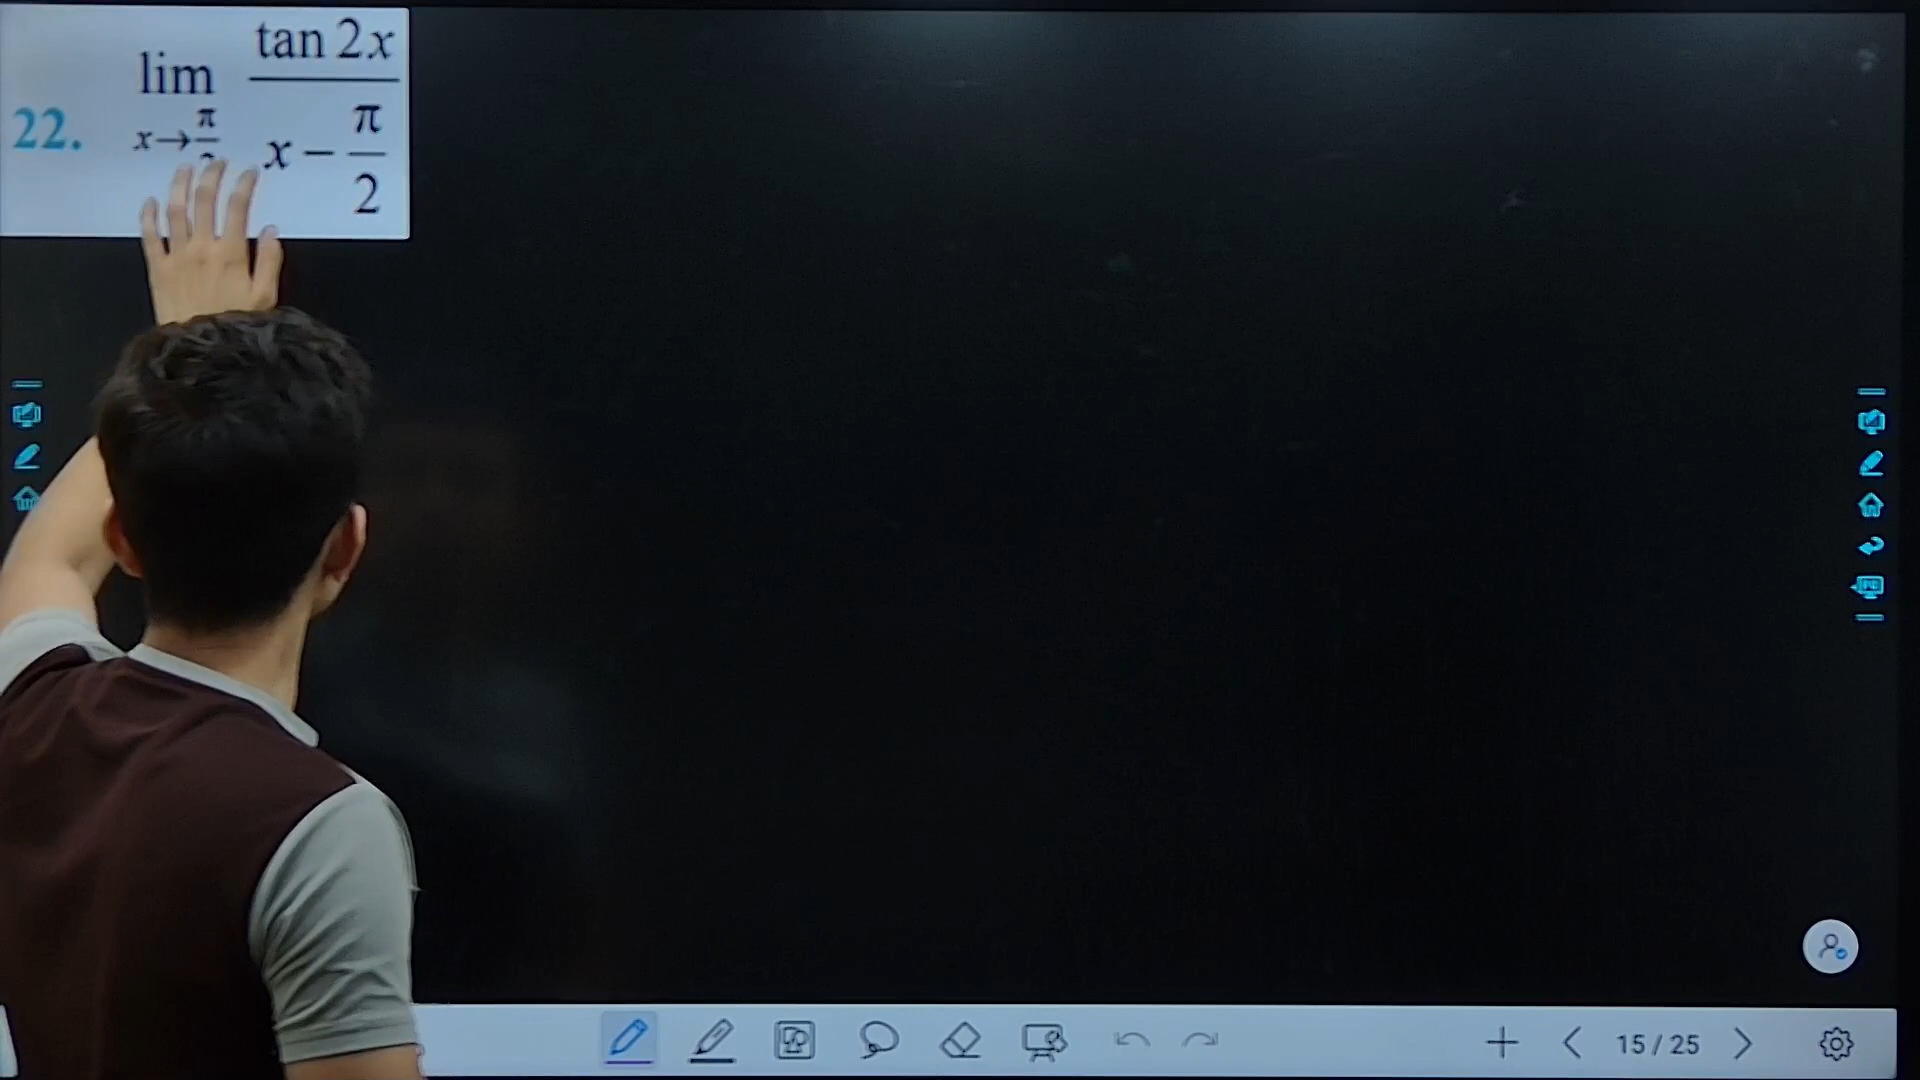 22. lim x→π/ tan 2x / x − π/2
15 / 25